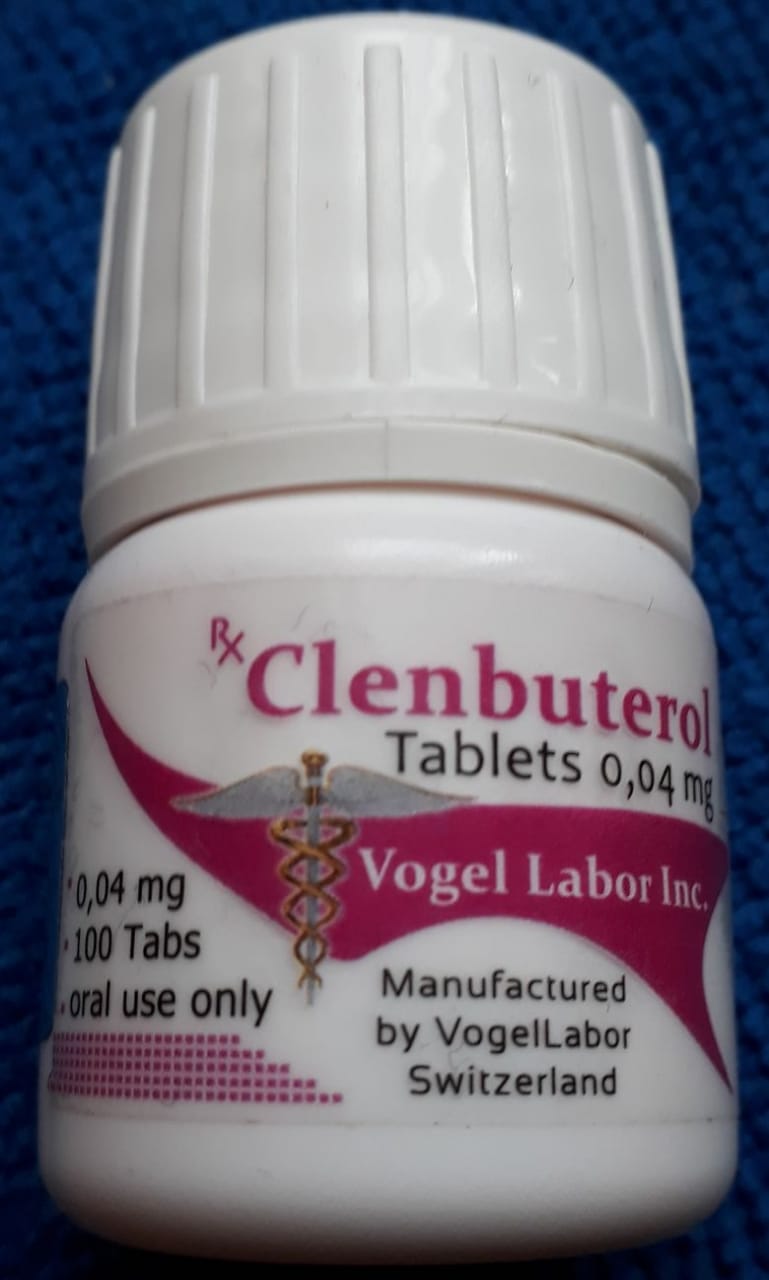 Rx Clenbuterol
Tablets 0,04 mg
Vogel Labor Inc.
• 0,04 mg
• 100 Tabs
• oral use only
Manufactured
by VogelLabor
Switzerland